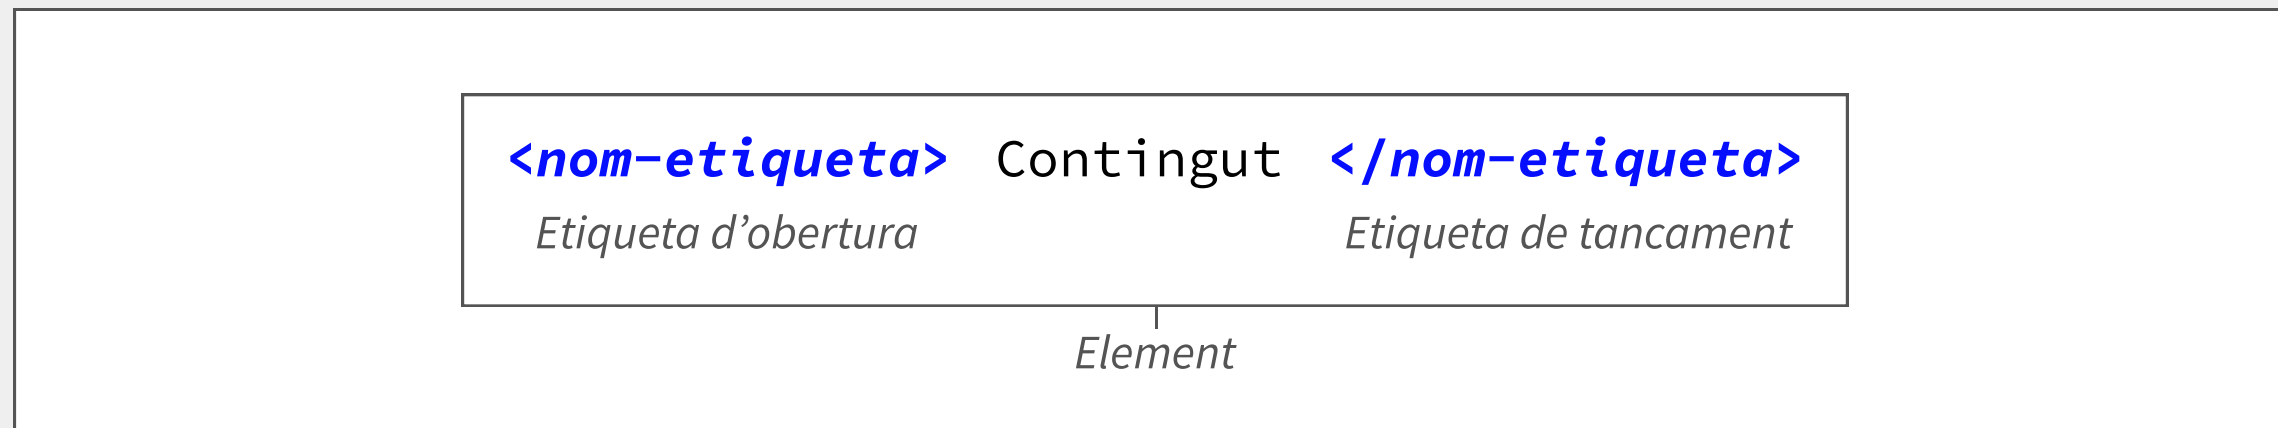 <nom-etiqueta> Contingut </nom-etiqueta>
Etiqueta d’obertura Etiqueta de tancament
Element